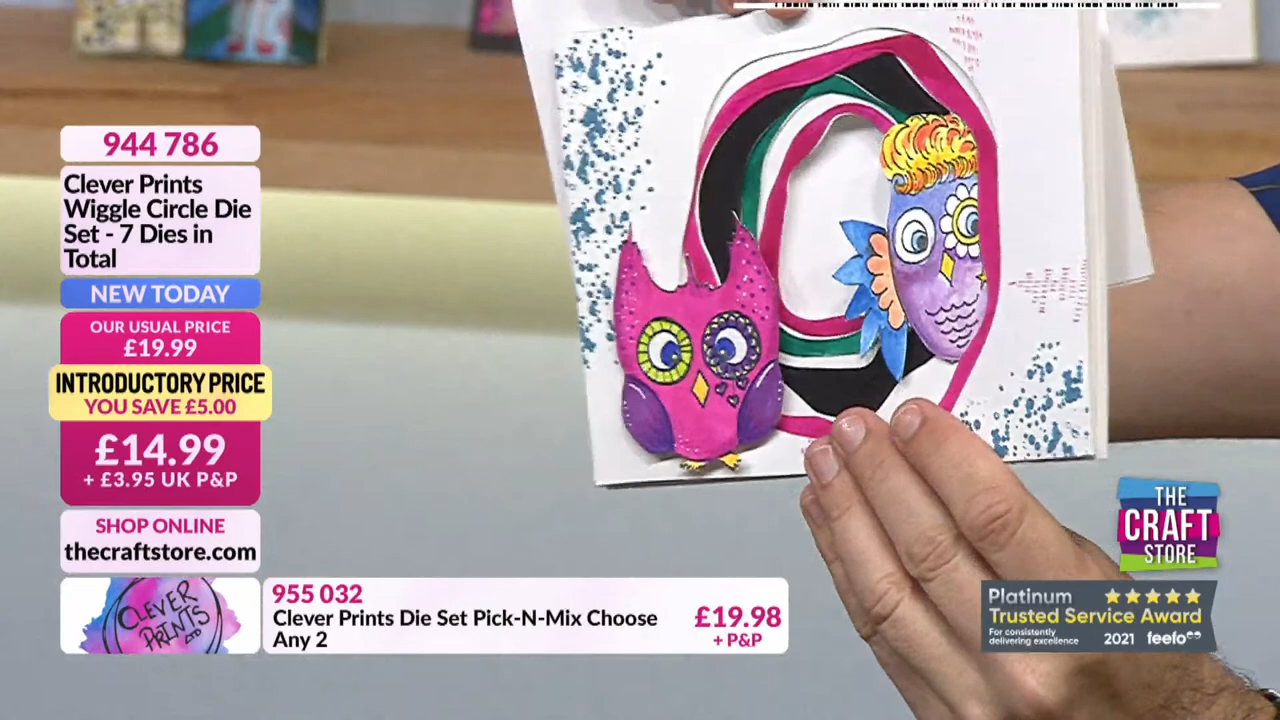 944 786
Clever Prints
Wiggle Circle Die
Set - 7 Dies in
Total
NEW TODAY
OUR USUAL PRICE
£19.99
INTRODUCTORY PRICE
YOU SAVE £5.00
£14.99
+ £3.95 UK P&P
SHOP ONLINE
thecraftstore.com
CLEVER
PRINTS
LTD
955 032
Clever Prints Die Set Pick-N-Mix Choose
Any 2
£19.98
+ P&P
THE
CRAFT
STORE
Platinum
Trusted Service Award
For consistently
delivering excellence
2021 feefo